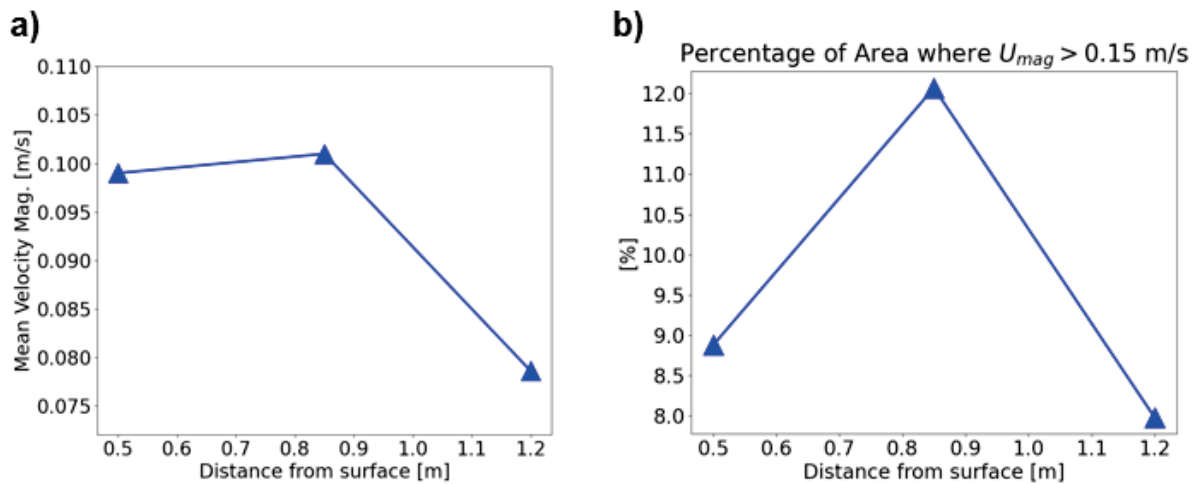 a)
0.110
0.105
0.100
0.095
0.090
0.085
0.080
0.075
Mean Velocity Mag. [m/s]
0.5 0.6 0.7 0.8 0.9 1.0 1.1 1.2
Distance from surface [m]
b)
Percentage of Area where U_mag > 0.15 m/s
12.0
11.5
11.0
10.5
10.0
9.5
9.0
8.5
8.0
[%]
0.5 0.6 0.7 0.8 0.9 1.0 1.1 1.2
Distance from surface [m]